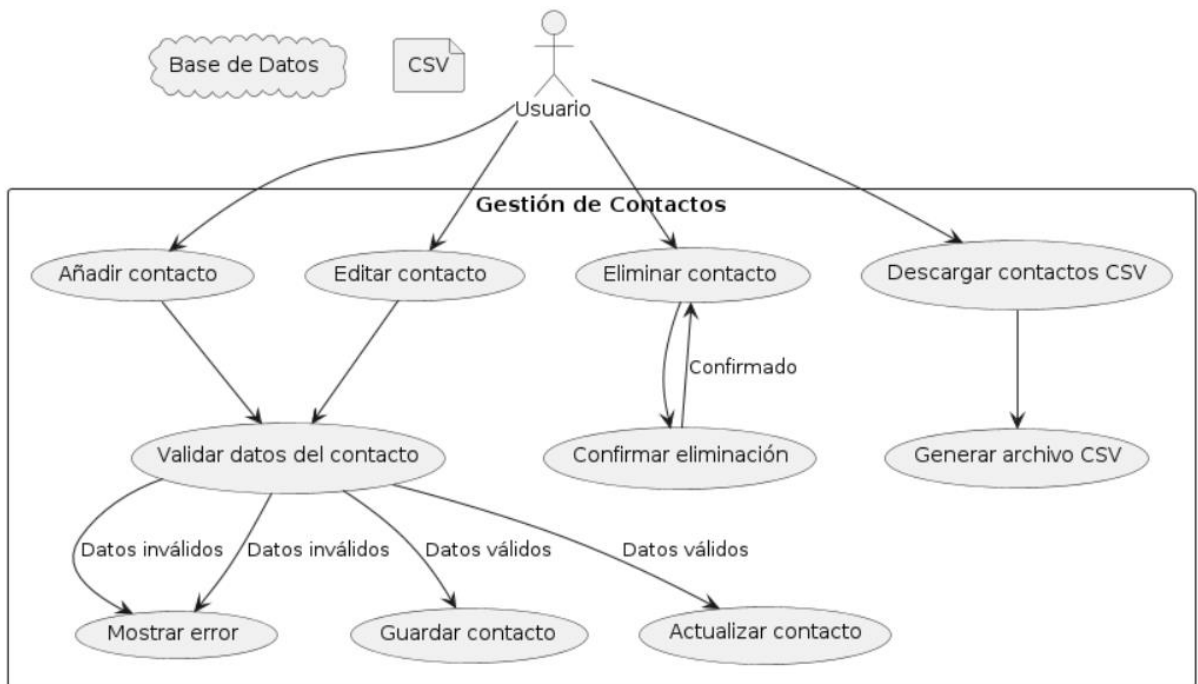 Base de Datos
CSV
Usuario
Gestión de Contactos
Añadir contacto
Editar contacto
Eliminar contacto
Descargar contactos CSV
Confirmado
Validar datos del contacto
Confirmar eliminación
Generar archivo CSV
Datos inválidos
Datos inválidos
Datos válidos
Datos válidos
Mostrar error
Guardar contacto
Actualizar contacto